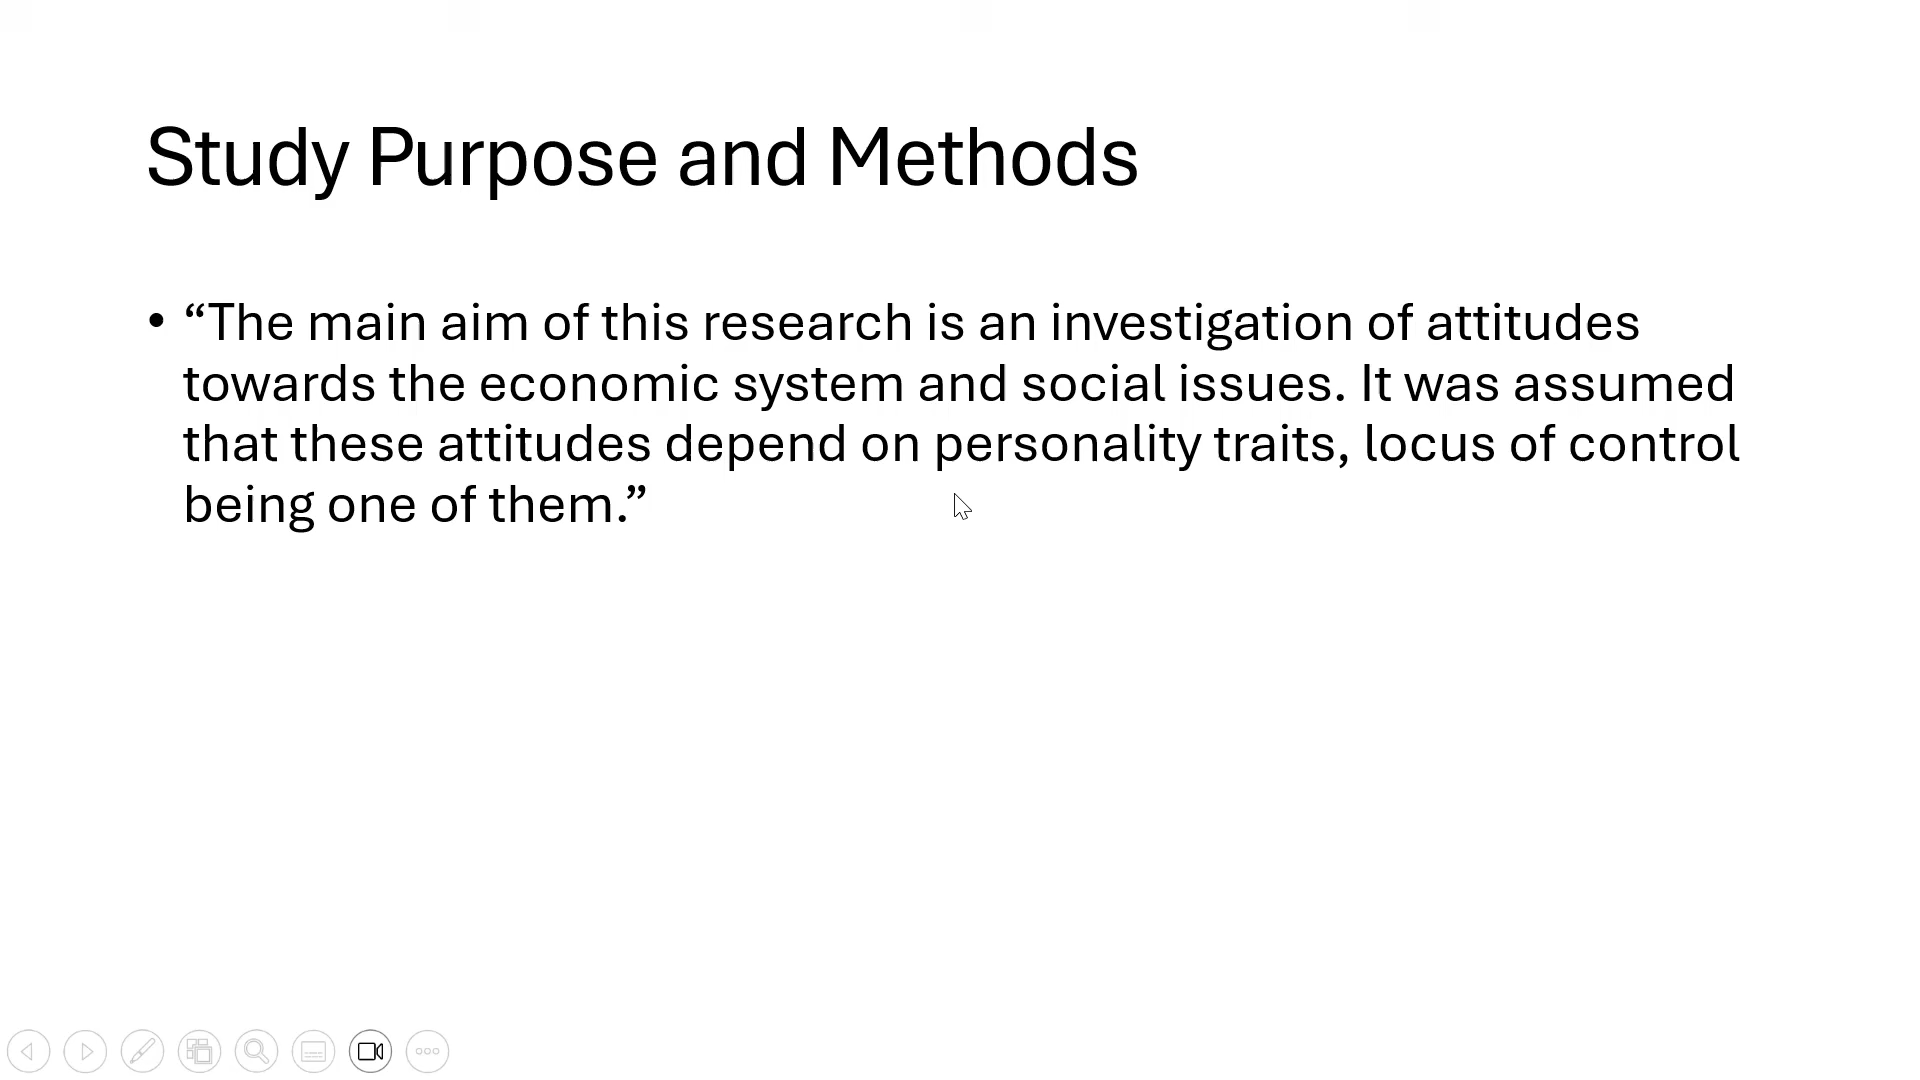 Study Purpose and Methods
• “The main aim of this research is an investigation of attitudes
towards the economic system and social issues. It was assumed
that these attitudes depend on personality traits, locus of control
being one of them.”